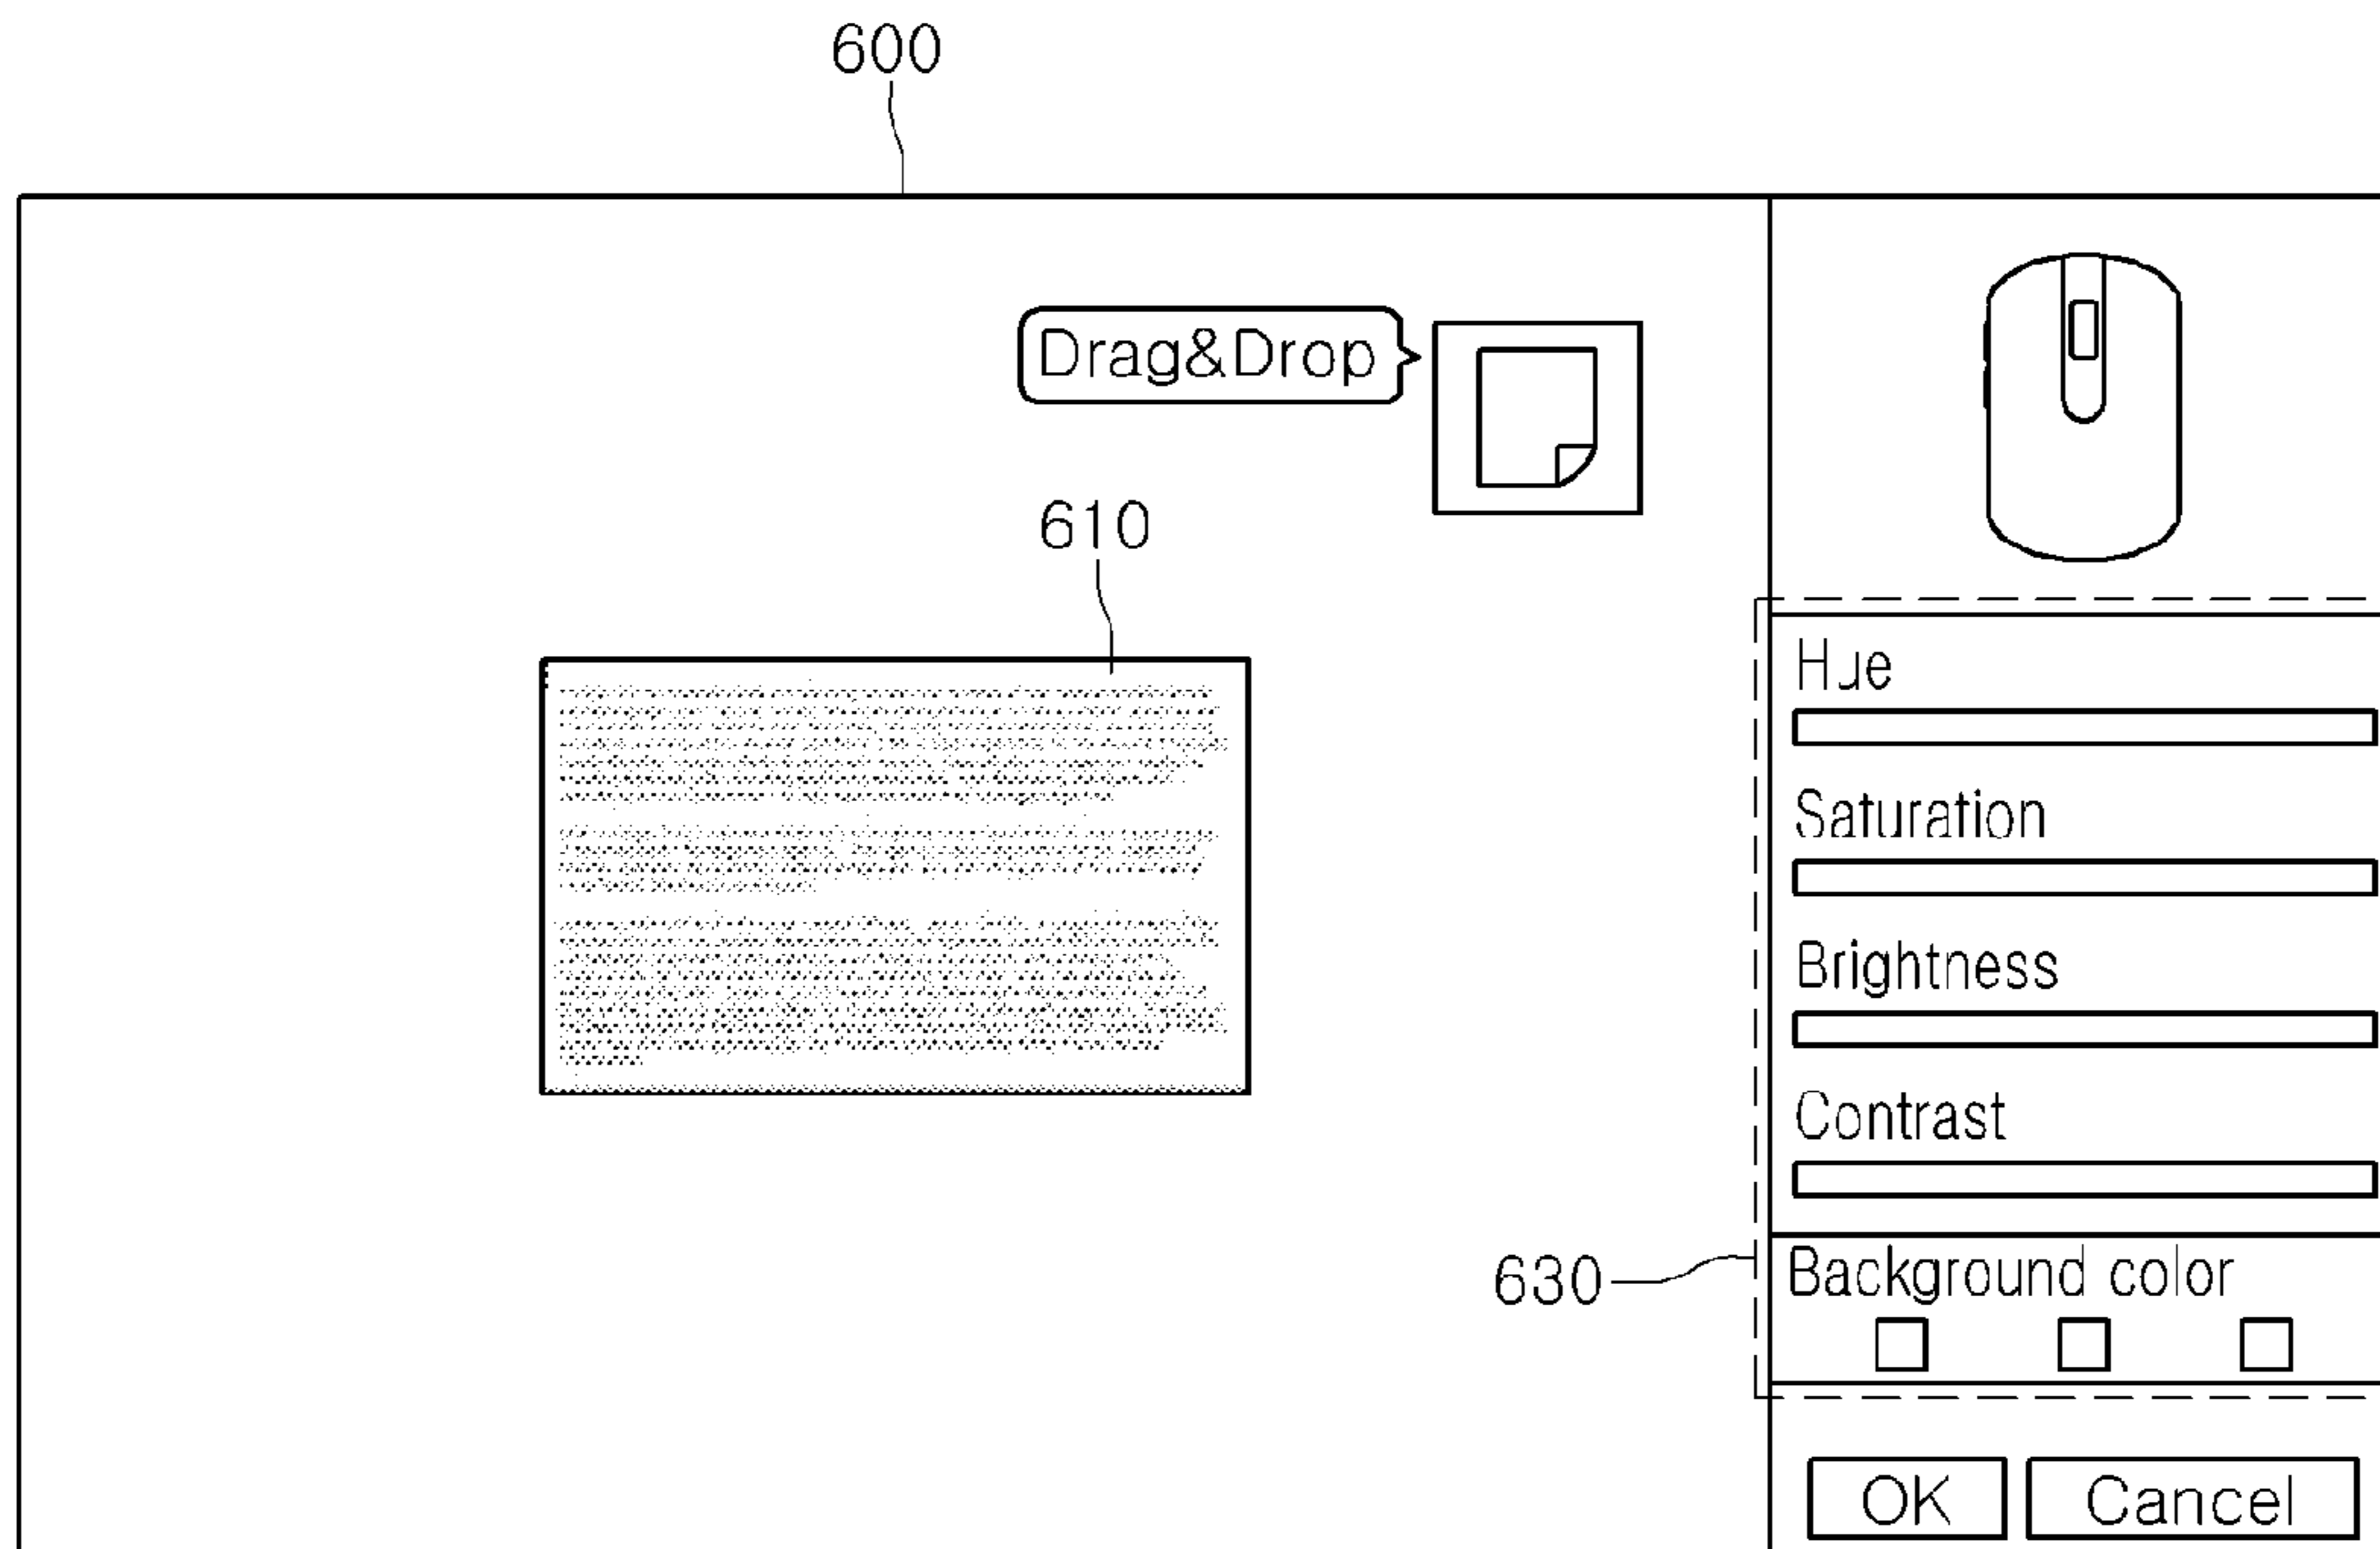 600
Drag&Drop
610
Hue
Saturation
Brightness
Contrast
630
Background color
OK
Cancel